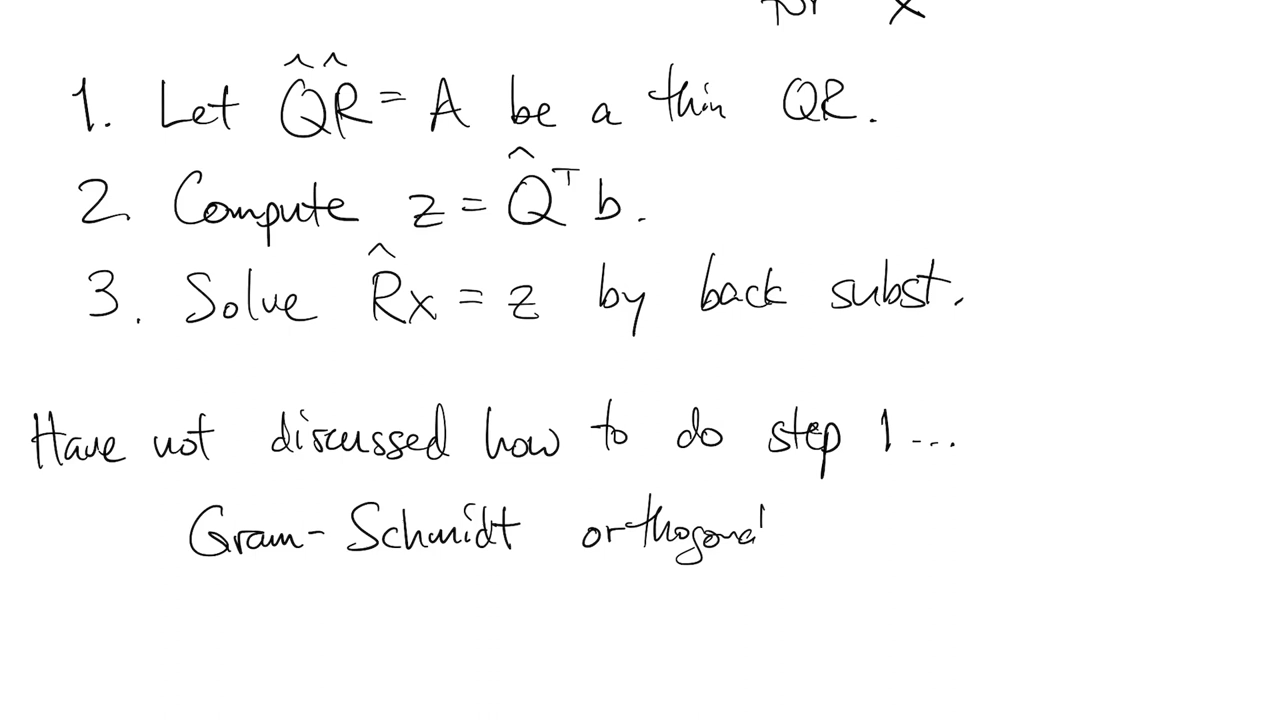 for x
1. Let Q̂R̂ = A be a thin QR.
2. Compute z = Q̂ᵀb.
3. Solve R̂x = z by back subst.
Have not discussed how to do step 1...
Gram-Schmidt orthogonal